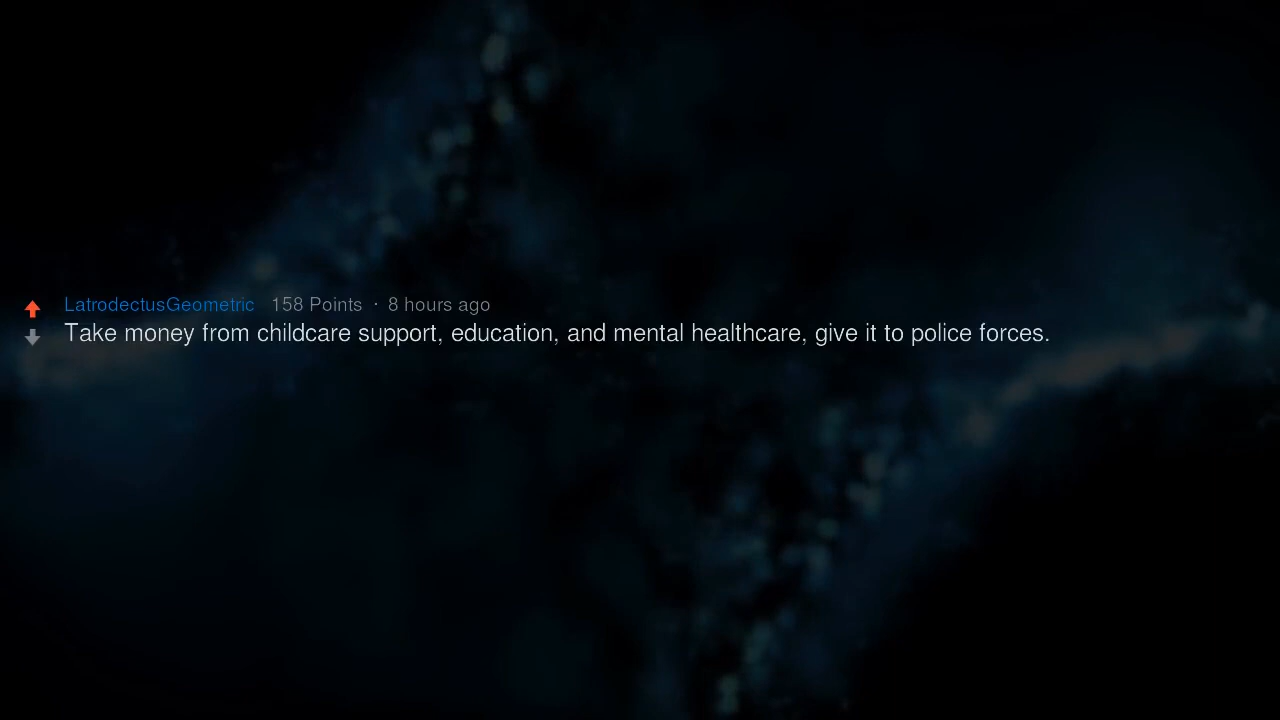 LatrodectusGeometric 158 Points · 8 hours ago
Take money from childcare support, education, and mental healthcare, give it to police forces.